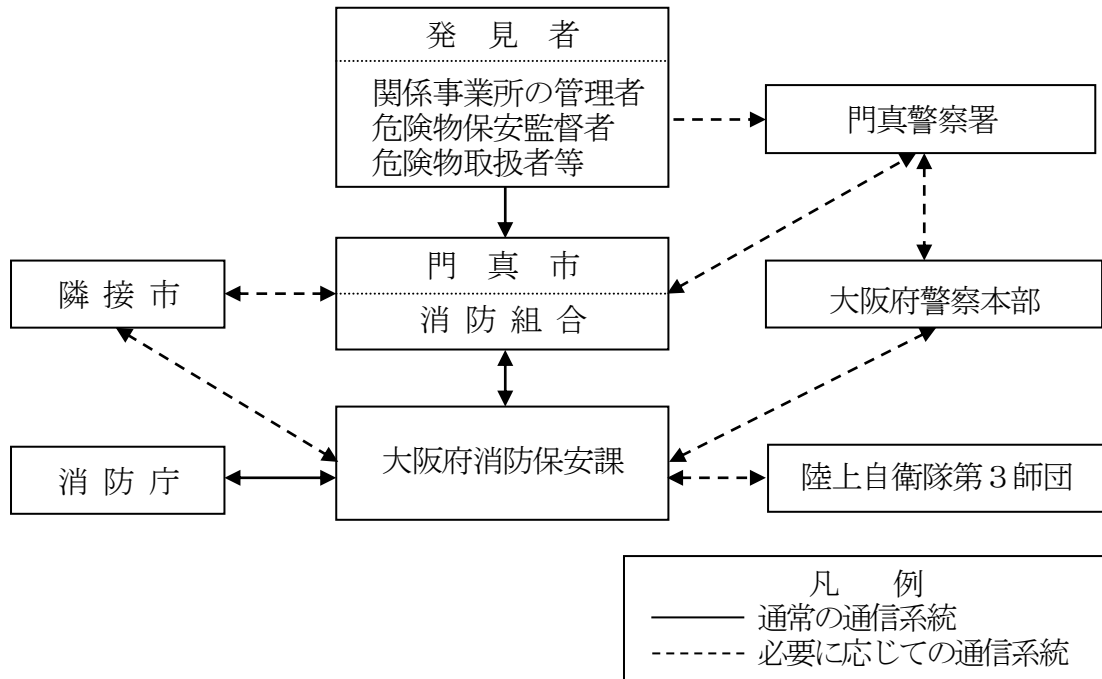 発見者
関係事業所の管理者
危険物保安監督者
危険物取扱者等
門真警察署
門真市
消防組合
隣接市
大阪府警察本部
大阪府消防保安課
消防庁
陸上自衛隊第３師団
凡例
通常の通信系統
必要に応じての通信系統